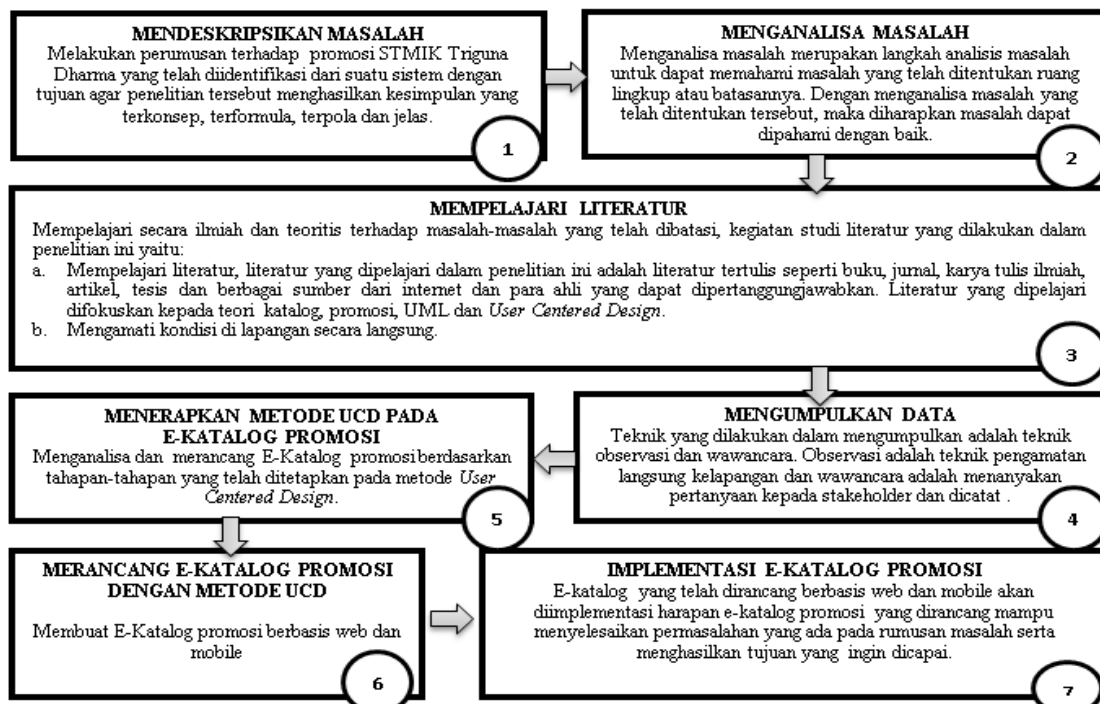 MENDESKRIPSIKAN MASALAH
Melakukan perumusan terhadap promosi STMIK Triguna
Dharma yang telah diidentifikasi dari suatu sistem dengan
tujuan agar penelitian tersebut menghasilkan kesimpulan yang
terkonsep, terformula, terpola dan jelas.
1
MENGANALISA MASALAH
Menganalisa masalah merupakan langkah analisis masalah
untuk dapat memahami masalah yang telah ditentukan ruang
lingkup atau batasannya. Dengan menganalisa masalah yang
telah ditentukan tersebut, maka diharapkan masalah dapat
dipahami dengan baik.
2
MEMPELAJARI LITERATUR
Mempelajari secara ilmiah dan teoritis terhadap masalah-masalah yang telah dibatasi, kegiatan studi literatur yang dilakukan dalam
penelitian ini yaitu:
a. Mempelajari literatur, literatur yang dipelajari dalam penelitian ini adalah literatur tertulis seperti buku, jurnal, karya tulis ilmiah,
artikel, tesis dan berbagai sumber dari internet dan para ahli yang dapat dipertanggungjawabkan. Literatur yang dipelajari
difokuskan kepada teori katalog, promosi, UML dan User Centered Design.
b. Mengamati kondisi di lapangan secara langsung.
3
MENGUMPULKAN DATA
Teknik yang dilakukan dalam mengumpulkan adalah teknik
observasi dan wawancara. Observasi adalah teknik pengamatan
langsung kelapangan dan wawancara adalah menanyakan
pertanyaan kepada stakeholder dan dicatat .
4
MENERAPKAN METODE UCD PADA
E-KATALOG PROMOSI
Menganalisa dan merancang E-Katalog promosi berdasarkan
tahapan-tahapan yang telah ditetapkan pada metode User
Centered Design.
5
MERANCANG E-KATALOG PROMOSI
DENGAN METODE UCD
Membuat E-Katalog promosi berbasis web dan
mobile
6
IMPLEMENTASI E-KATALOG PROMOSI
E-katalog yang telah dirancang berbasis web dan mobile akan
diimplementasi harapan e-katalog promosi yang dirancang mampu
menyelesaikan permasalahan yang ada pada rumusan masalah serta
menghasilkan tujuan yang ingin dicapai.
7